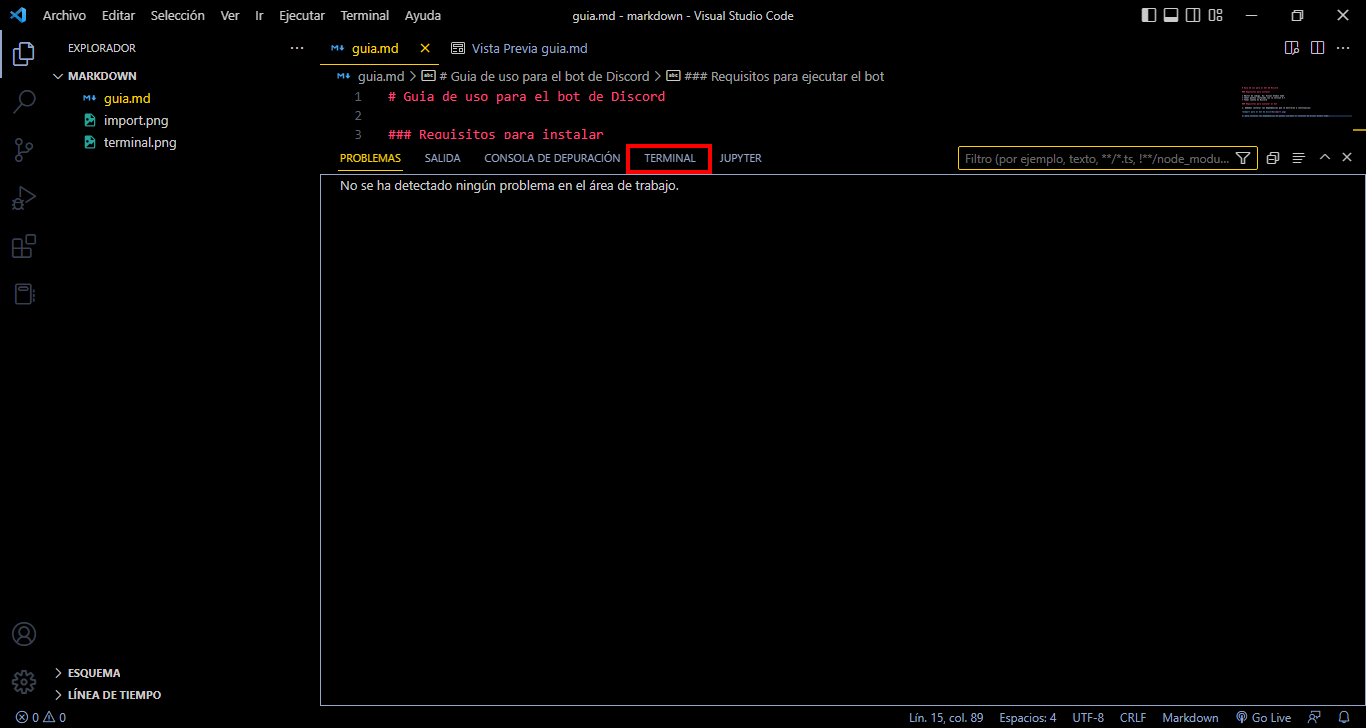 Archivo Editar Selección Ver Ir Ejecutar Terminal Ayuda
guia.md - markdown - Visual Studio Code
EXPLORADOR
MARKDOWN
guia.md
import.png
terminal.png
guia.md
Vista Previa guia.md
guia.md > # Guia de uso para el bot de Discord > ### Requisitos para ejecutar el bot
1 # Guia de uso para el bot de Discord
2
3 ### Requisitos para instalar
PROBLEMAS SALIDA CONSOLA DE DEPURACIÓN TERMINAL JUPYTER
Filtro (por ejemplo, texto, **/*.ts, !**/node_modu...
No se ha detectado ningún problema en el área de trabajo.
ESQUEMA
LÍNEA DE TIEMPO
0 0
Lín. 15, col. 89 Espacios: 4 UTF-8 CRLF Markdown Go Live